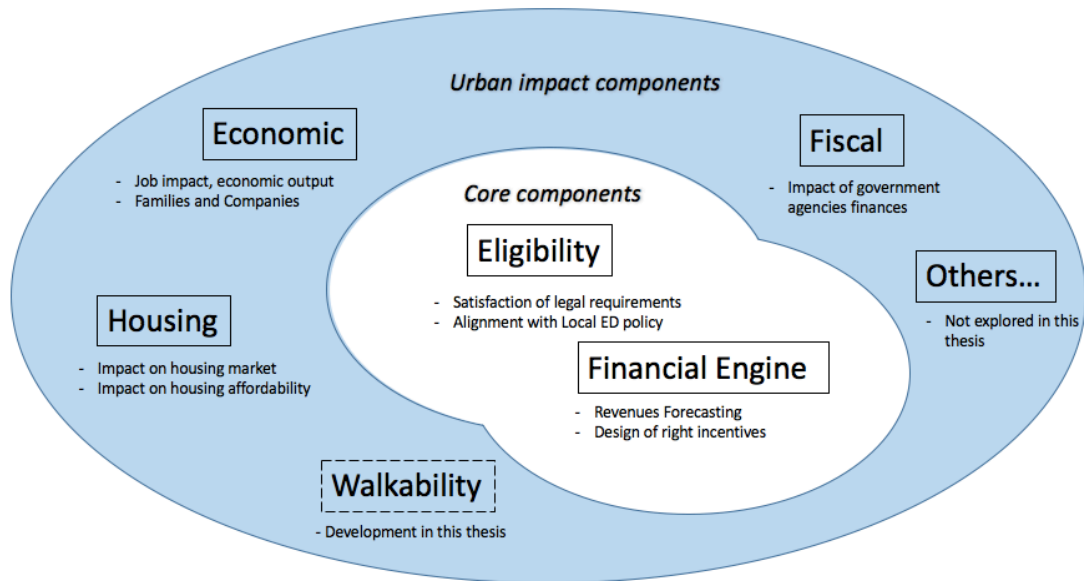 Urban impact components
Economic
- Job impact, economic output
- Families and Companies
Fiscal
- Impact of government
agencies finances
Core components
Eligibility
- Satisfaction of legal requirements
- Alignment with Local ED policy
Others...
- Not explored in this
thesis
Housing
- Impact on housing market
- Impact on housing affordability
Financial Engine
- Revenues Forecasting
- Design of right incentives
Walkability
- Development in this thesis